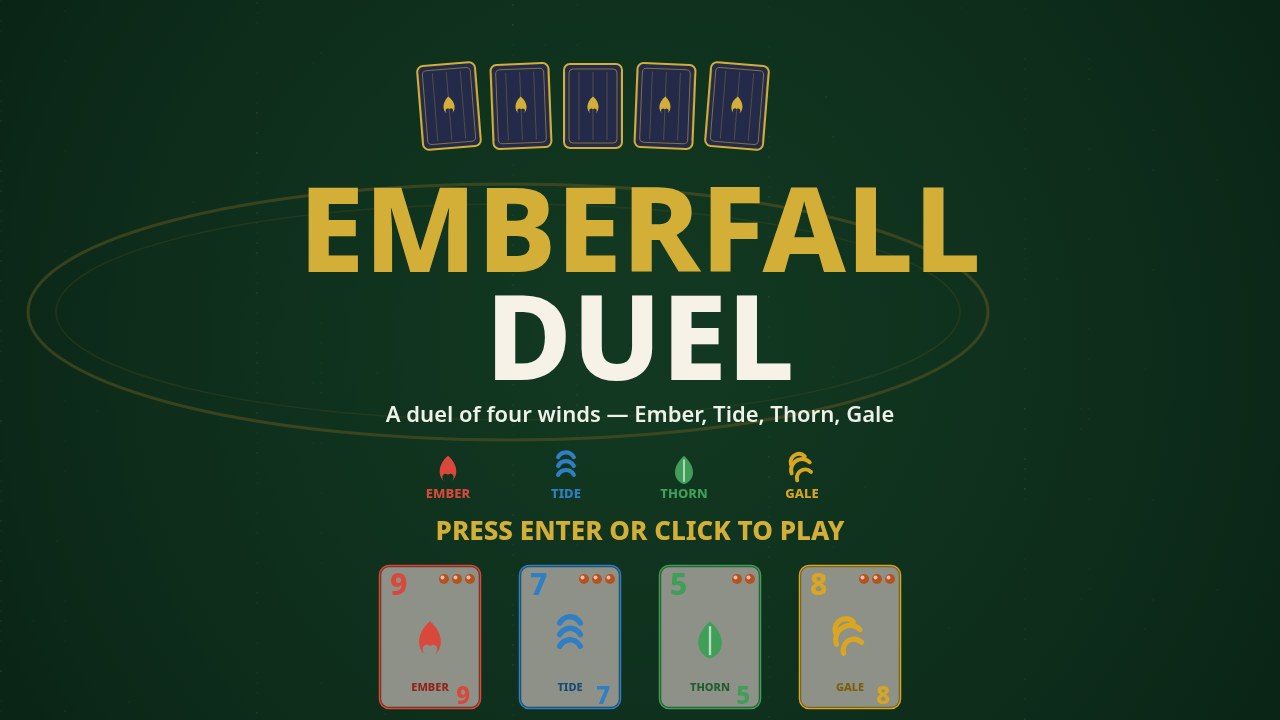 EMBERFALL
DUEL
A duel of four winds — Ember, Tide, Thorn, Gale
EMBER TIDE THORN GALE
PRESS ENTER OR CLICK TO PLAY
9 7 5 8
EMBER TIDE THORN GALE
9 7 5 8